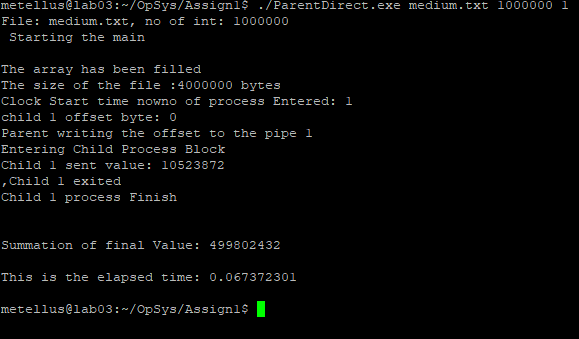 metellus@lab03:~/OpSys/Assign1$ ./ParentDirect.exe medium.txt 1000000 1
File: medium.txt, no of int: 1000000
 Starting the main
The array has been filled
The size of the file :4000000 bytes
Clock Start time nowno of process Entered: 1
child 1 offset byte: 0
Parent writing the offset to the pipe 1
Entering Child Process Block
Child 1 sent value: 10523872
,Child 1 exited
Child 1 process Finish
Summation of final Value: 499802432
This is the elapsed time: 0.067372301
metellus@lab03:~/OpSys/Assign1$